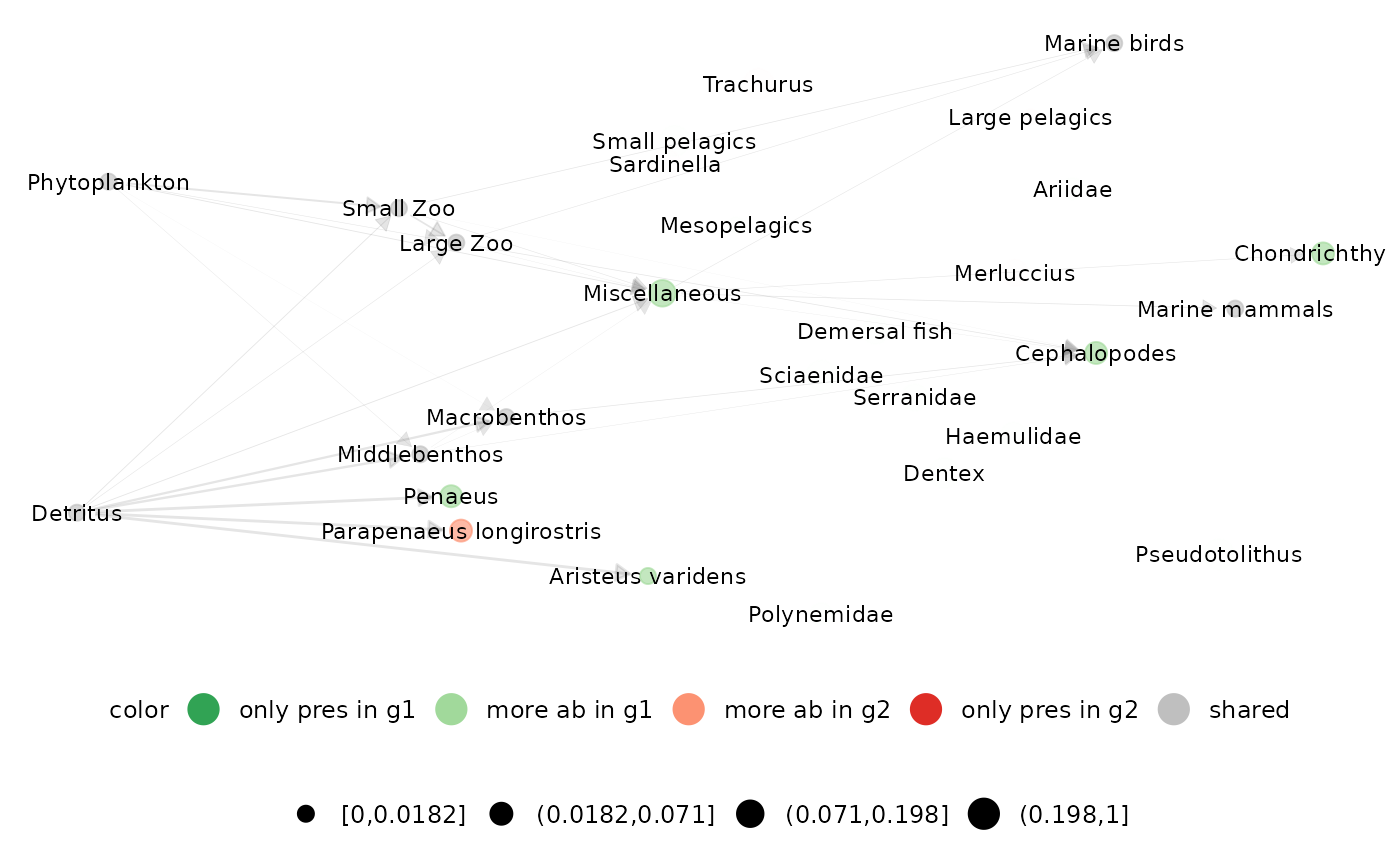 Marine birds
Trachurus
Large pelagics
Small pelagics
Sardinella
Phytoplankton
Ariidae
Small Zoo
Mesopelagics
Large Zoo
Chondrichthy
Merluccius
Miscellaneous
Marine mammals
Demersal fish
Cephalopodes
Sciaenidae
Serranidae
Macrobenthos
Haemulidae
Middlebenthos
Dentex
Penaeus
Detritus
Parapenaeus longirostris
Pseudotolithus
Aristeus varidens
Polynemidae
color only pres in g1 more ab in g1 more ab in g2 only pres in g2 shared
[0,0.0182] (0.0182,0.071] (0.071,0.198] (0.198,1]